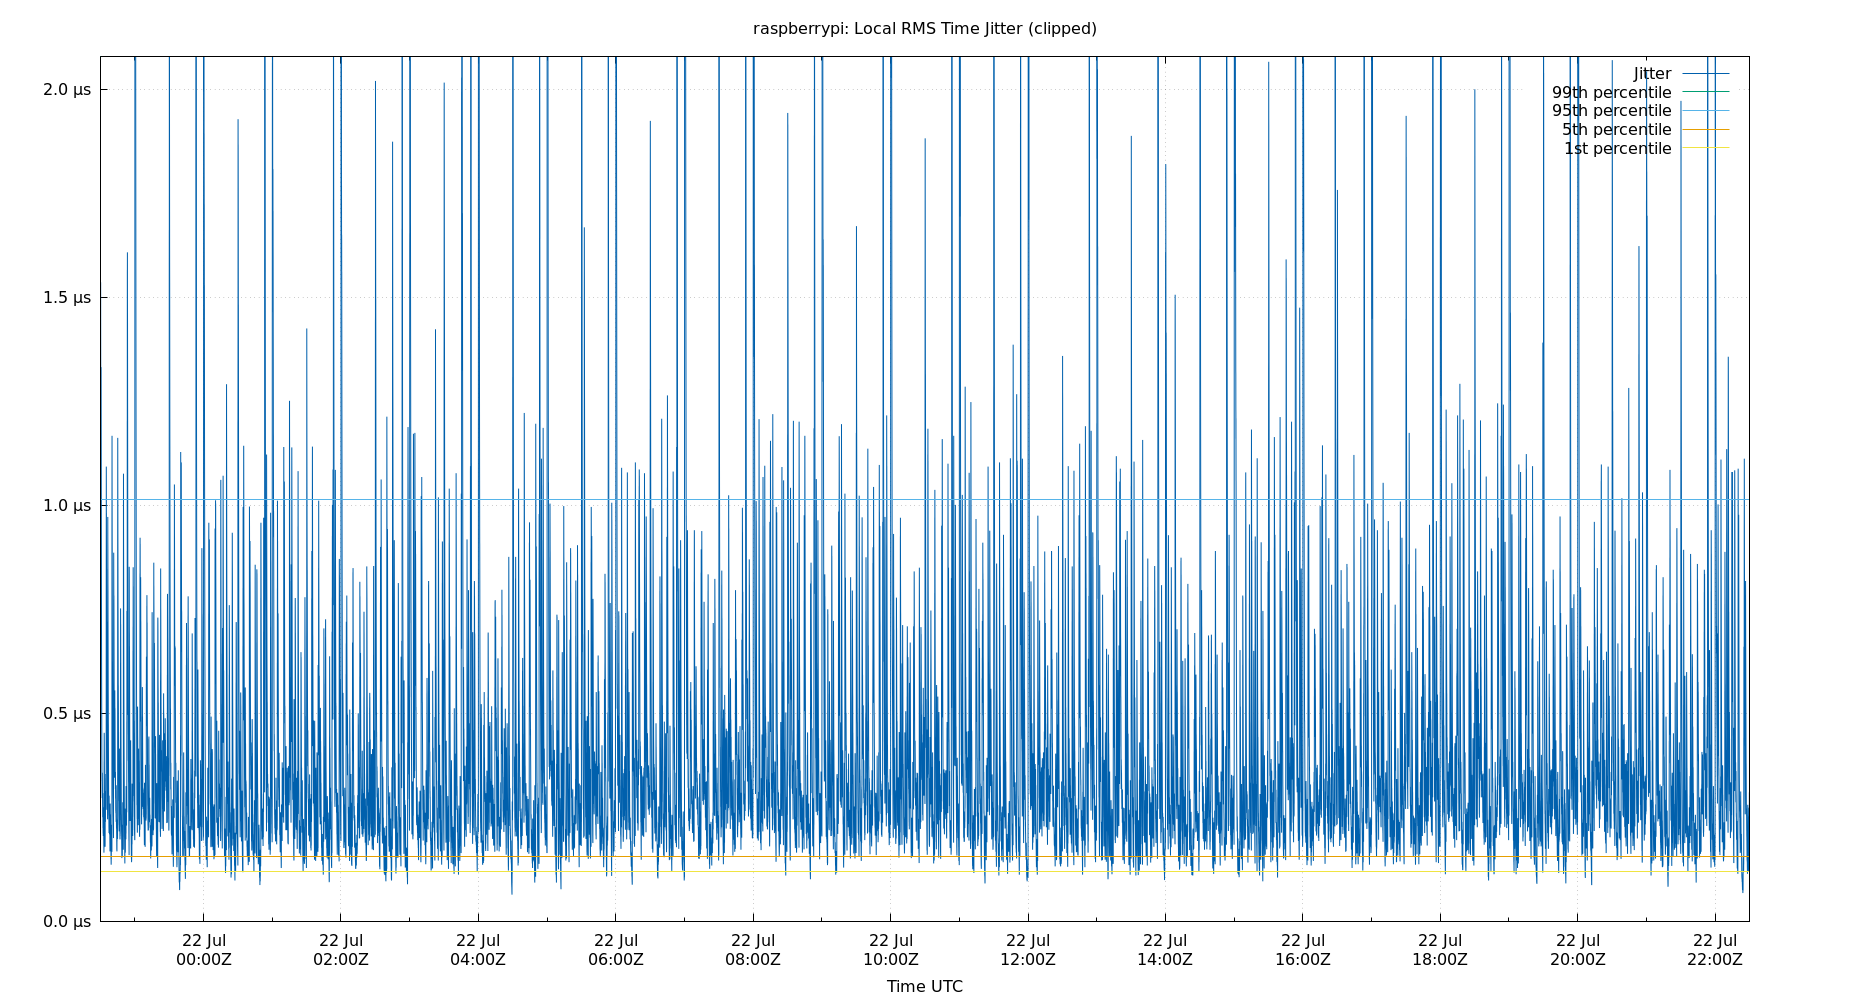 raspberrypi: Local RMS Time Jitter (clipped)
2.0 µs
1.5 µs
1.0 µs
0.5 µs
0.0 µs
Jitter
99th percentile
95th percentile
5th percentile
1st percentile
22 Jul 22 Jul 22 Jul 22 Jul 22 Jul 22 Jul 22 Jul 22 Jul 22 Jul 22 Jul 22 Jul 22 Jul
00:00Z 02:00Z 04:00Z 06:00Z 08:00Z 10:00Z 12:00Z 14:00Z 16:00Z 18:00Z 20:00Z 22:00Z
Time UTC